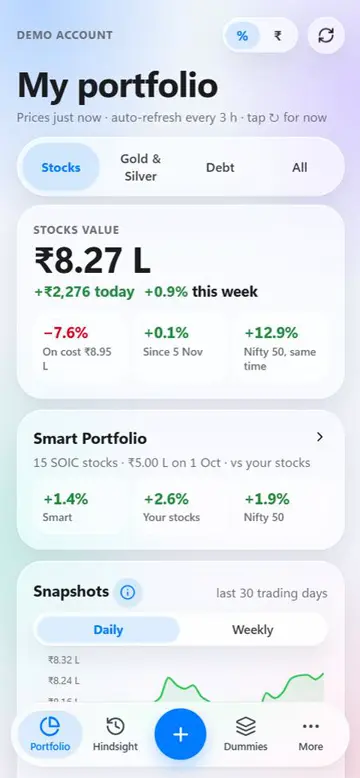 DEMO ACCOUNT
% ₹
My portfolio
Prices just now · auto-refresh every 3 h · tap ↻ for now
Stocks
Gold &
Silver
Debt
All
STOCKS VALUE
₹8.27 L
+₹2,276 today +0.9% this week
−7.6%
On cost ₹8.95
L
+0.1%
Since 5 Nov
+12.9%
Nifty 50, same
time
Smart Portfolio
15 SOIC stocks · ₹5.00 L on 1 Oct · vs your stocks
+1.4%
Smart
+2.6%
Your stocks
+1.9%
Nifty 50
Snapshots
last 30 trading days
Daily
Weekly
₹8.32 L
₹8.24 L
₹8.16 L
Portfolio
Hindsight
Dummies
More